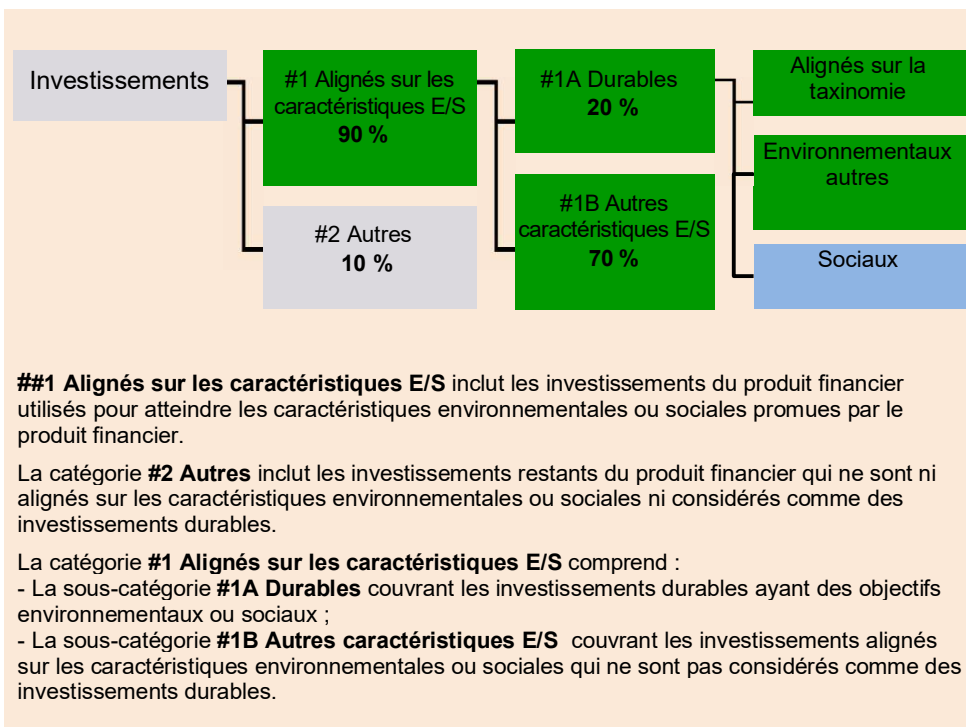 Investissements
#1 Alignés sur les
caractéristiques E/S
90 %
#2 Autres
10 %
#1A Durables
20 %
#1B Autres
caractéristiques E/S
70 %
Alignés sur la
taxinomie
Environnementaux
autres
Sociaux
##1 Alignés sur les caractéristiques E/S inclut les investissements du produit financier
utilisés pour atteindre les caractéristiques environnementales ou sociales promues par le
produit financier.
La catégorie #2 Autres inclut les investissements restants du produit financier qui ne sont ni
alignés sur les caractéristiques environnementales ou sociales ni considérés comme des
investissements durables.
La catégorie #1 Alignés sur les caractéristiques E/S comprend :
- La sous-catégorie #1A Durables couvrant les investissements durables ayant des objectifs
environnementaux ou sociaux ;
- La sous-catégorie #1B Autres caractéristiques E/S couvrant les investissements alignés
sur les caractéristiques environnementales ou sociales qui ne sont pas considérés comme des
investissements durables.